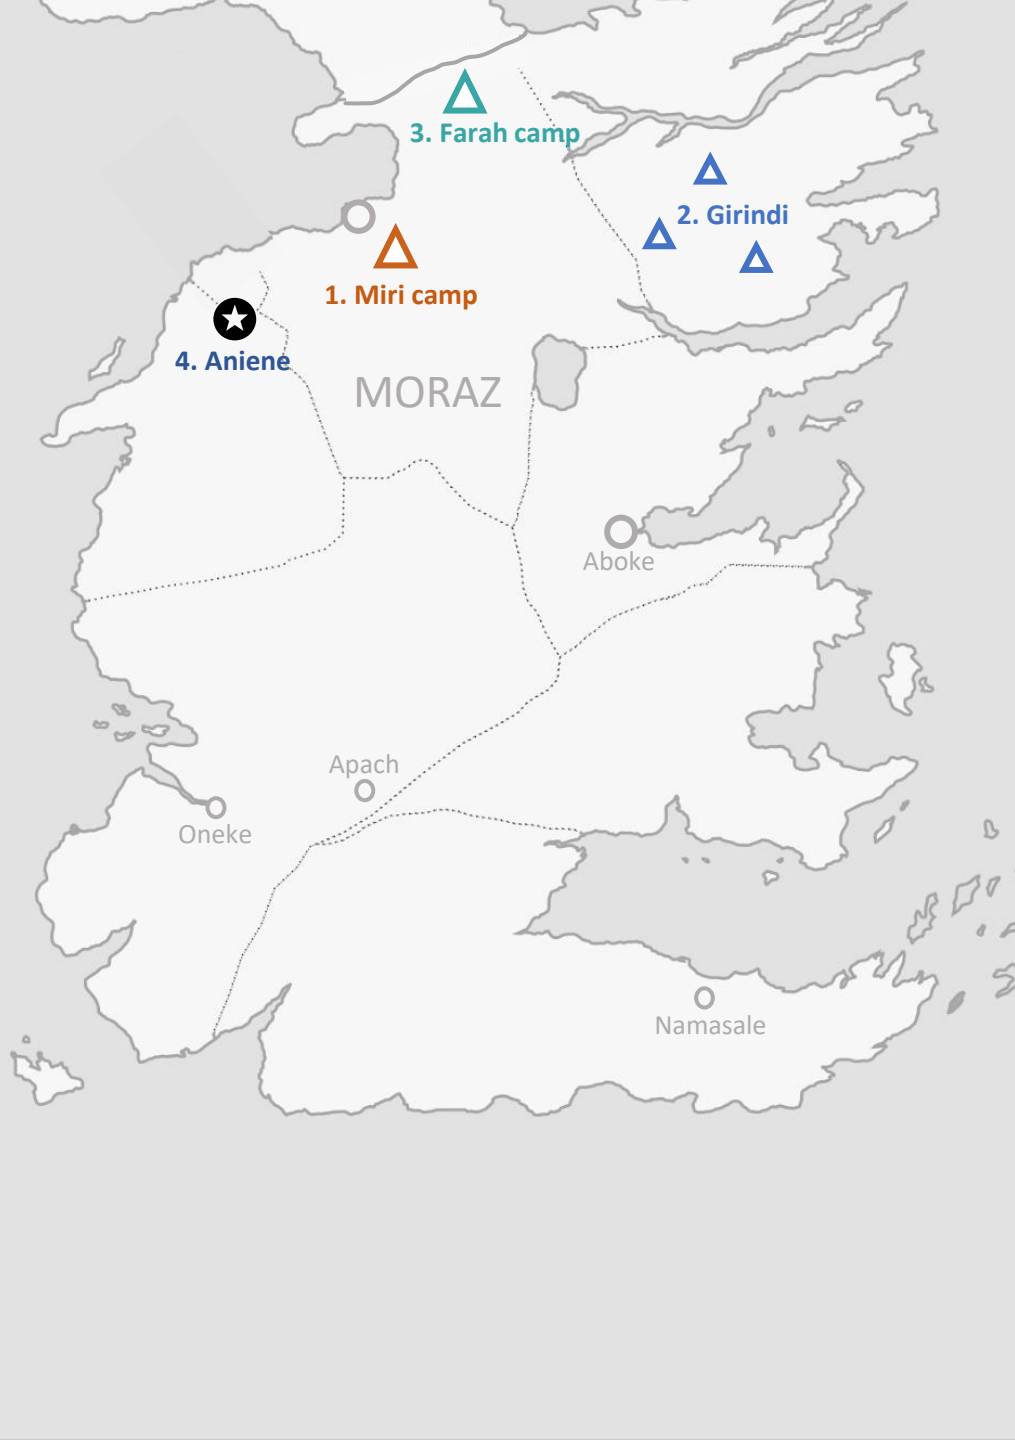 3. Farah camp
2. Girindi
1. Miri camp
4. Aniene
MORAZ
Aboke
Apach
Oneke
Namasale